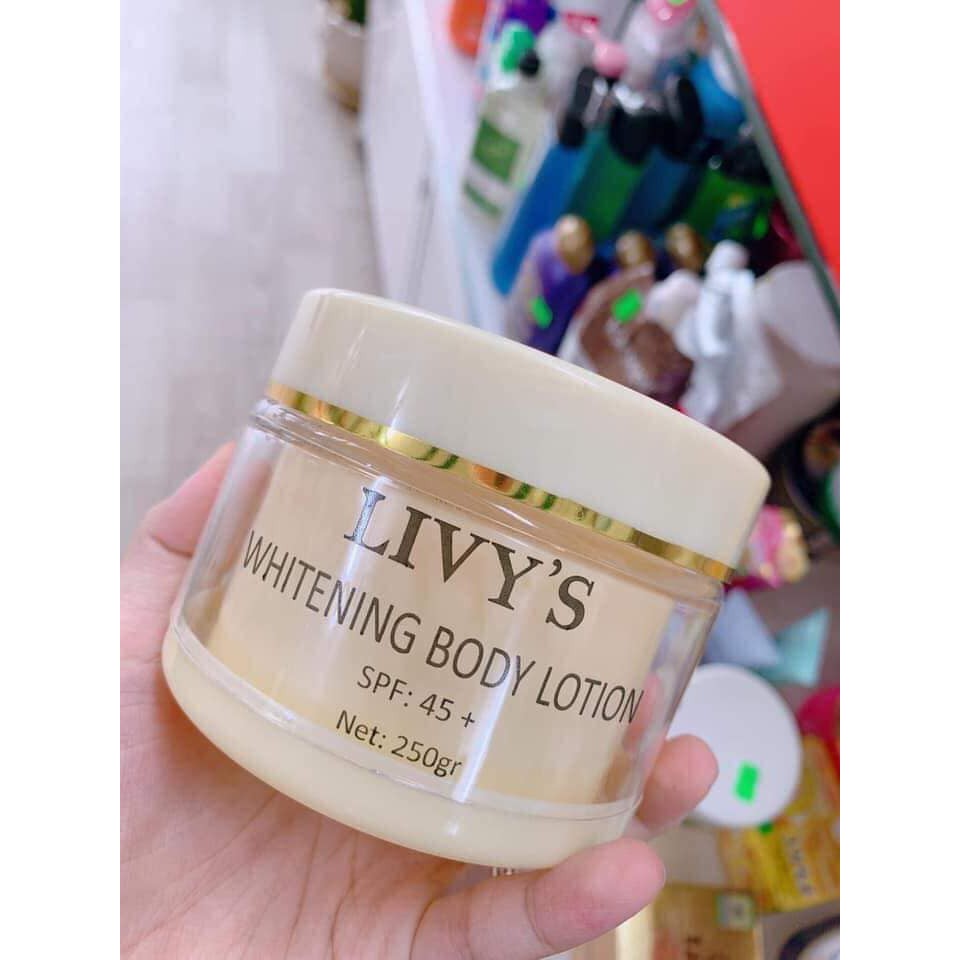 LIVY'S
WHITENING BODY LOTION
SPF: 45 +
Net: 250gr